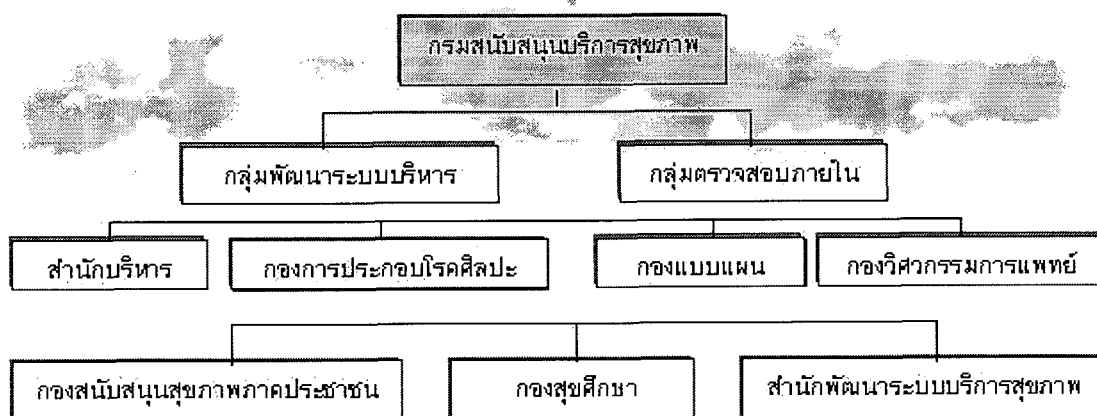 กรมสนับสนุนบริการสุขภาพ
กลุ่มพัฒนาระบบบริหาร
กลุ่มตรวจสอบภายใน
สำนักบริหาร
กองการประกอบโรคศิลปะ
กองแบบแผน
กองวิศวกรรมการแพทย์
กองสนับสนุนสุขภาพภาคประชาชน
กองสุขศึกษา
สำนักพัฒนาระบบบริการสุขภาพ